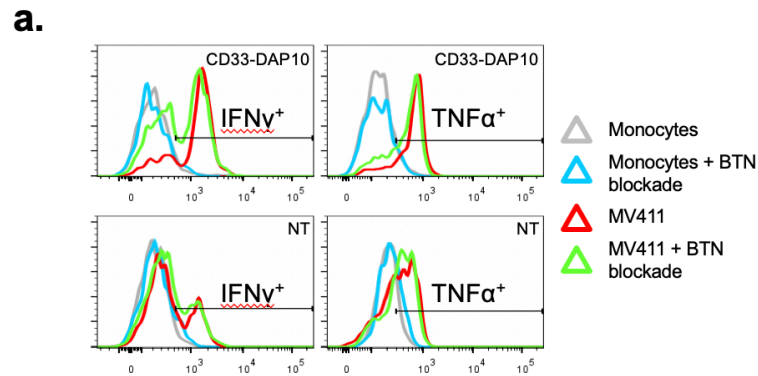 a.
CD33-DAP10
IFNγ⁺
0 10³ 10⁴ 10⁵
CD33-DAP10
TNFα⁺
0 10³ 10⁴ 10⁵
NT
IFNγ⁺
0 10³ 10⁴ 10⁵
NT
TNFα⁺
0 10³ 10⁴ 10⁵
Monocytes
Monocytes + BTN
blockade
MV411
MV411 + BTN
blockade